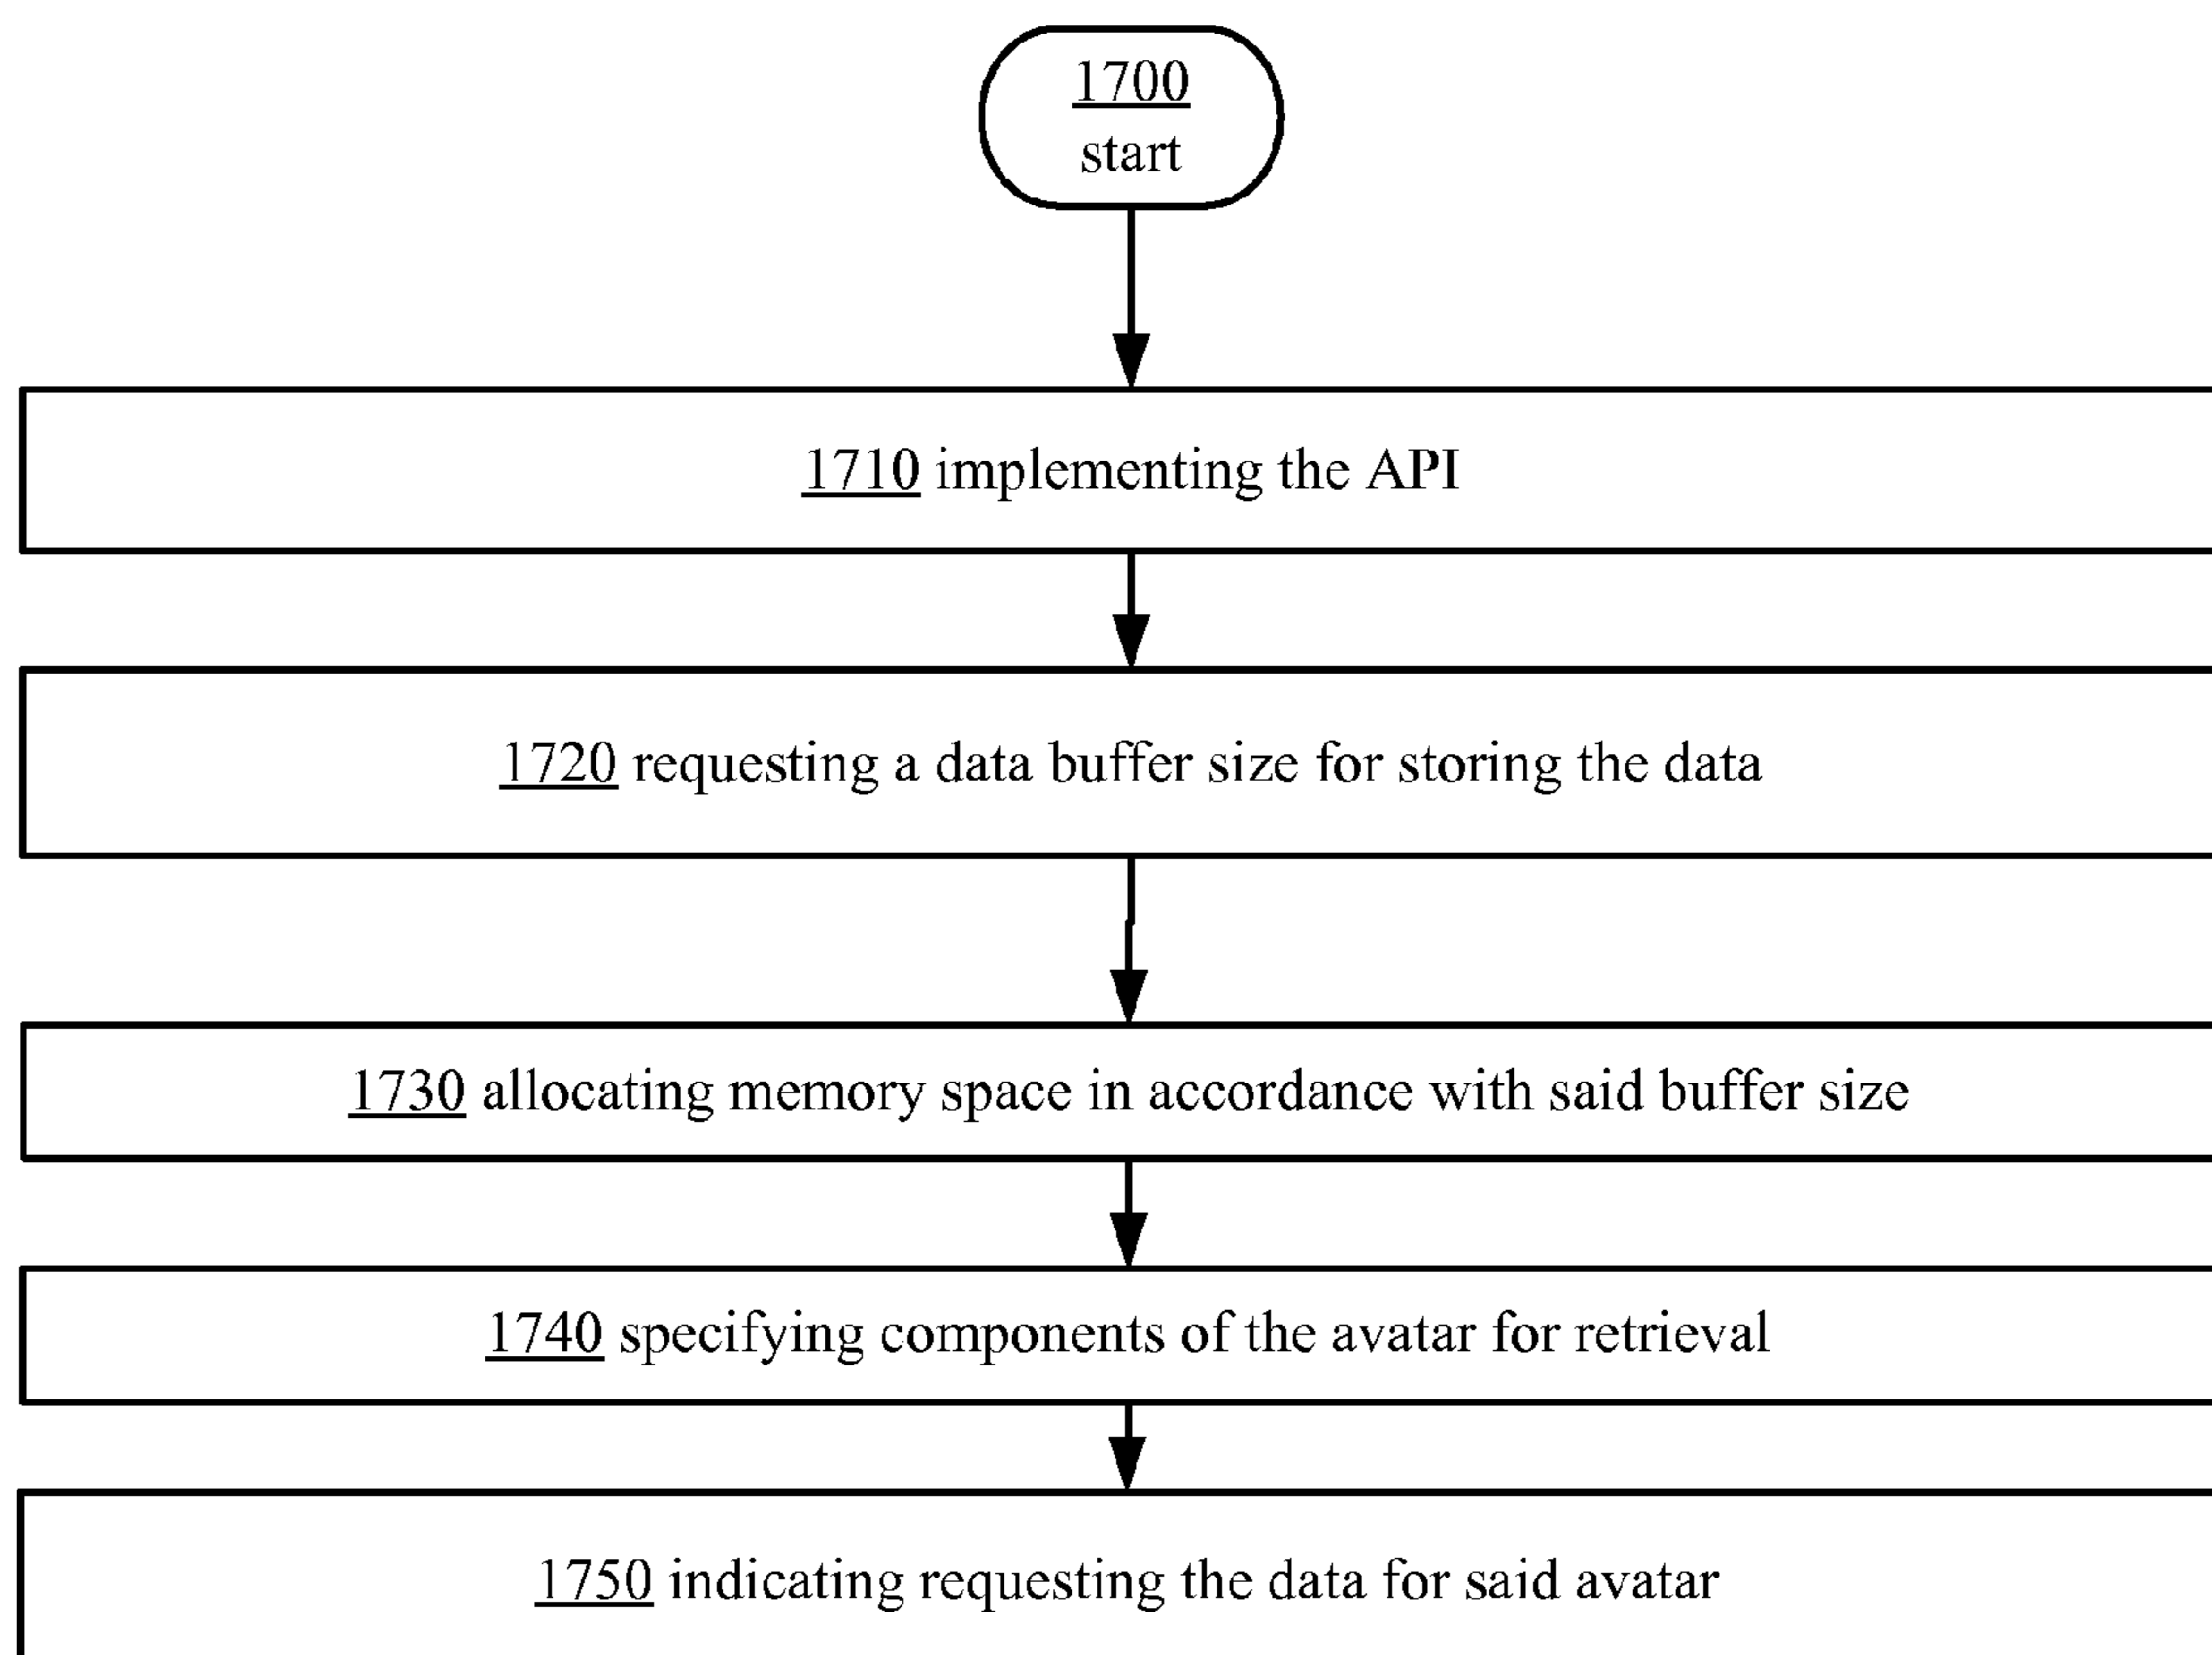 1700
start
1710 implementing the API
1720 requesting a data buffer size for storing the data
1730 allocating memory space in accordance with said buffer size
1740 specifying components of the avatar for retrieval
1750 indicating requesting the data for said avatar